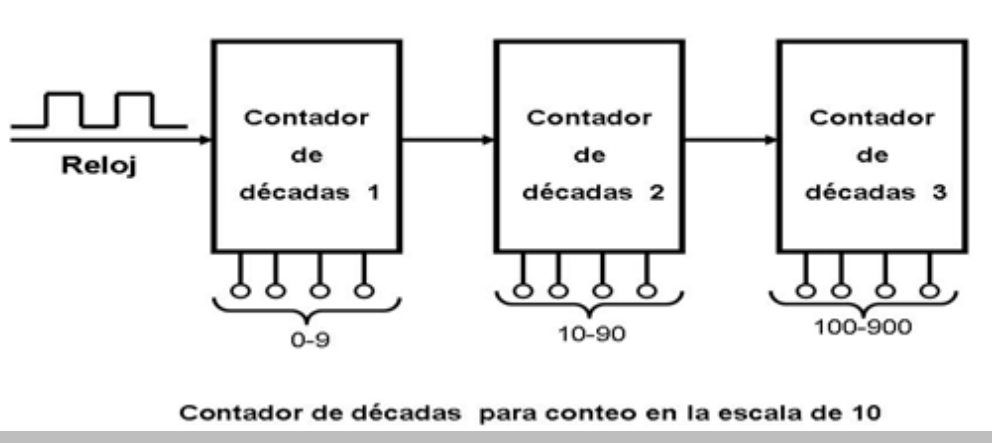 Reloj
Contador
de
décadas 1
Contador
de
décadas 2
Contador
de
décadas 3
0-9
10-90
100-900
Contador de décadas para conteo en la escala de 10